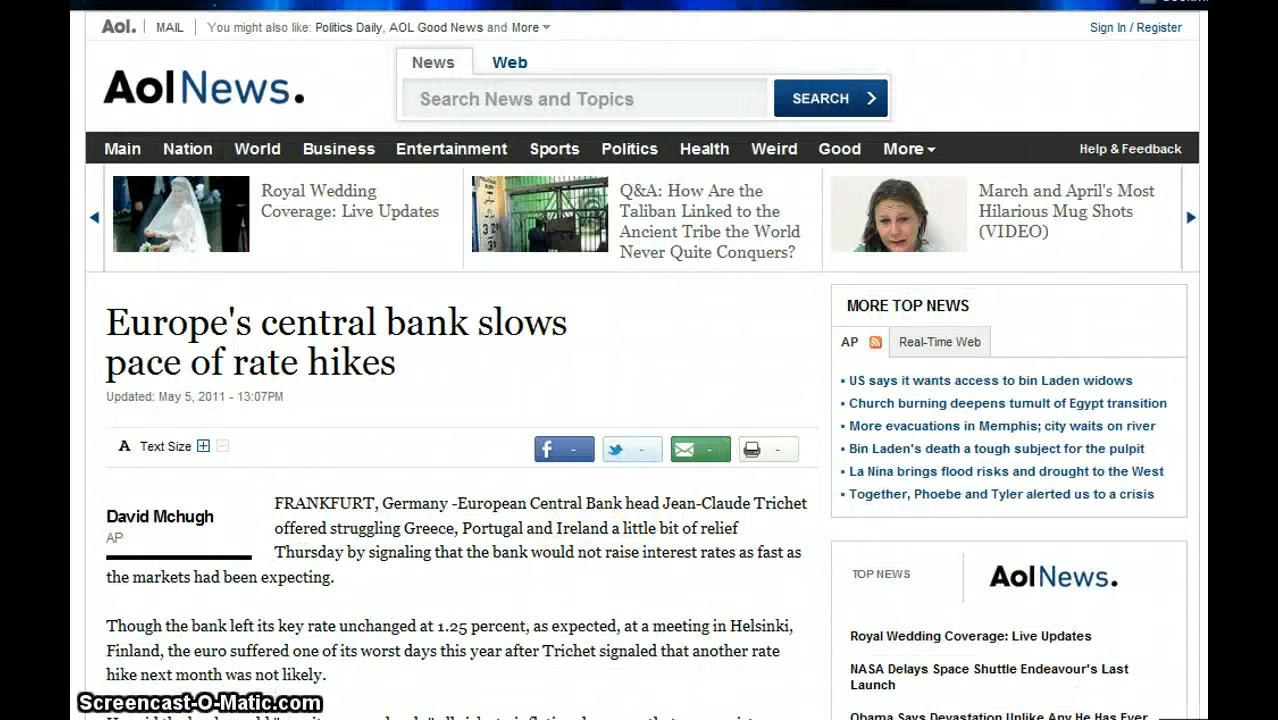 Aol. MAIL You might also like: Politics Daily, AOL Good News and More
Sign In / Register
AolNews.
News Web
Search News and Topics
SEARCH
Main Nation World Business Entertainment Sports Politics Health Weird Good More Help & Feedback
Royal Wedding
Coverage: Live Updates
Q&A: How Are the
Taliban Linked to the
Ancient Tribe the World
Never Quite Conquers?
March and April's Most
Hilarious Mug Shots
(VIDEO)
Europe's central bank slows
pace of rate hikes
Updated: May 5, 2011 - 13:07PM
A Text Size
f -
-
-
-
David Mchugh
AP
FRANKFURT, Germany -European Central Bank head Jean-Claude Trichet
offered struggling Greece, Portugal and Ireland a little bit of relief
Thursday by signaling that the bank would not raise interest rates as fast as
the markets had been expecting.
Though the bank left its key rate unchanged at 1.25 percent, as expected, at a meeting in Helsinki,
Finland, the euro suffered one of its worst days this year after Trichet signaled that another rate
hike next month was not likely.
Screencast-O-Matic.com
MORE TOP NEWS
AP Real-Time Web
US says it wants access to bin Laden widows
Church burning deepens tumult of Egypt transition
More evacuations in Memphis; city waits on river
Bin Laden's death a tough subject for the pulpit
La Nina brings flood risks and drought to the West
Together, Phoebe and Tyler alerted us to a crisis
TOP NEWS AolNews.
Royal Wedding Coverage: Live Updates
NASA Delays Space Shuttle Endeavour's Last
Launch
Obama Says Devastation Unlike Any He Has Ever